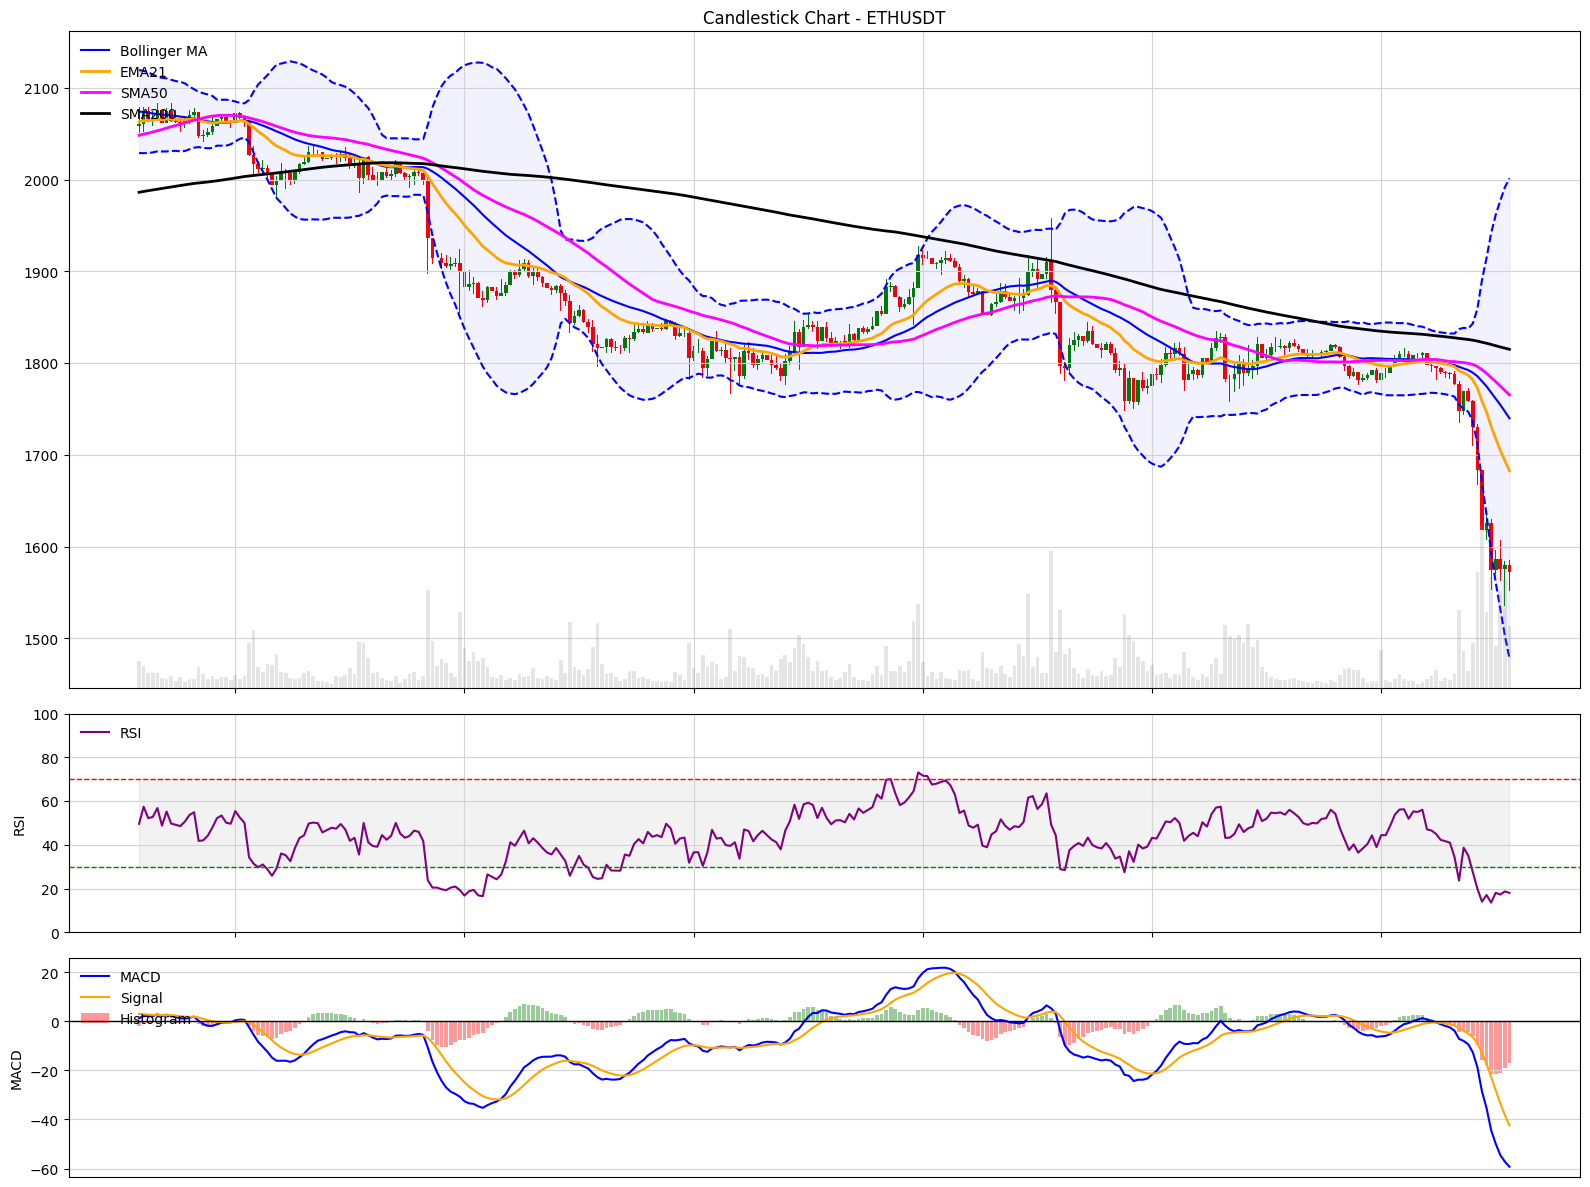 Candlestick Chart - ETHUSDT
Bollinger MA
EMA21
SMA50
SMA200
2100
2000
1900
1800
1700
1600
1500
RSI
100
80
60
40
20
0
RSI
MACD
Signal
Histogram
20
0
−20
−40
−60
MACD